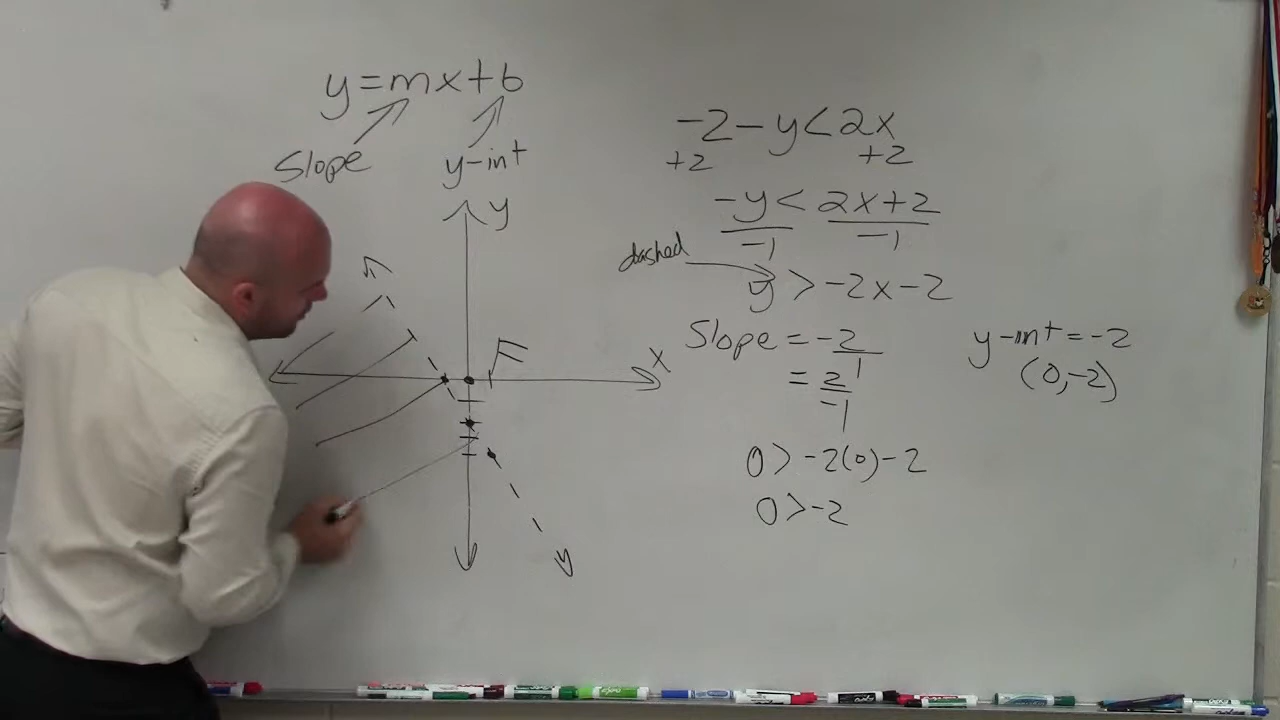 y=mx+b
Slope
y-int
y
x
F
-2-y<2x
+2 +2
-y < 2x+2
-1 -1
dashed
y > -2x-2
Slope = -2/1
= 2/-1
y-int = -2
(0,-2)
0 > -2(0)-2
0 > -2